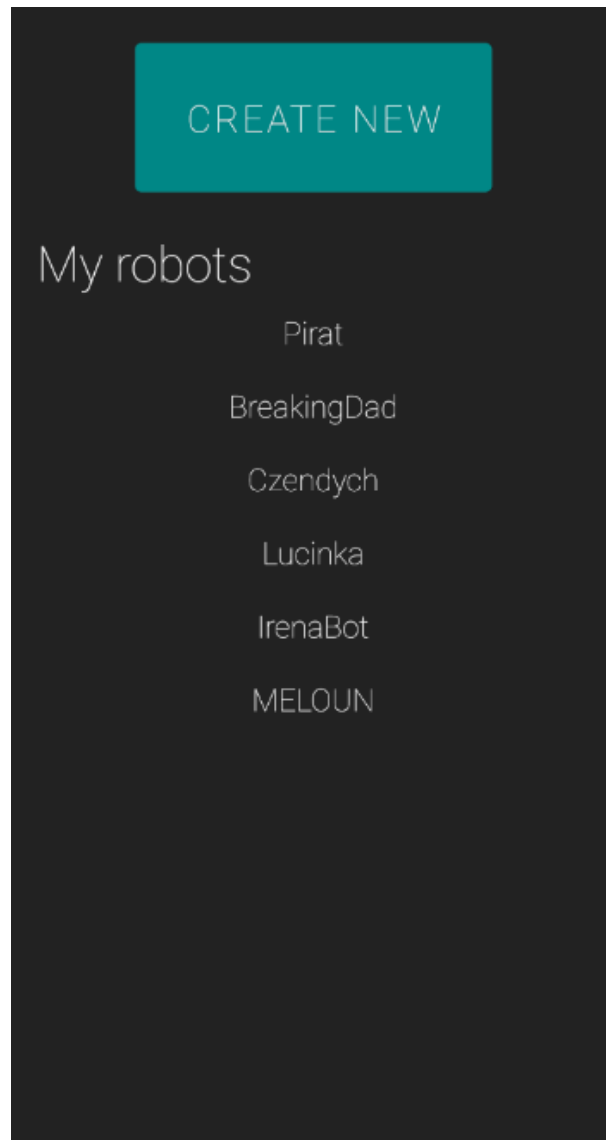 CREATE NEW
My robots
Pirat
BreakingDad
Czendych
Lucinka
IrenaBot
MELOUN